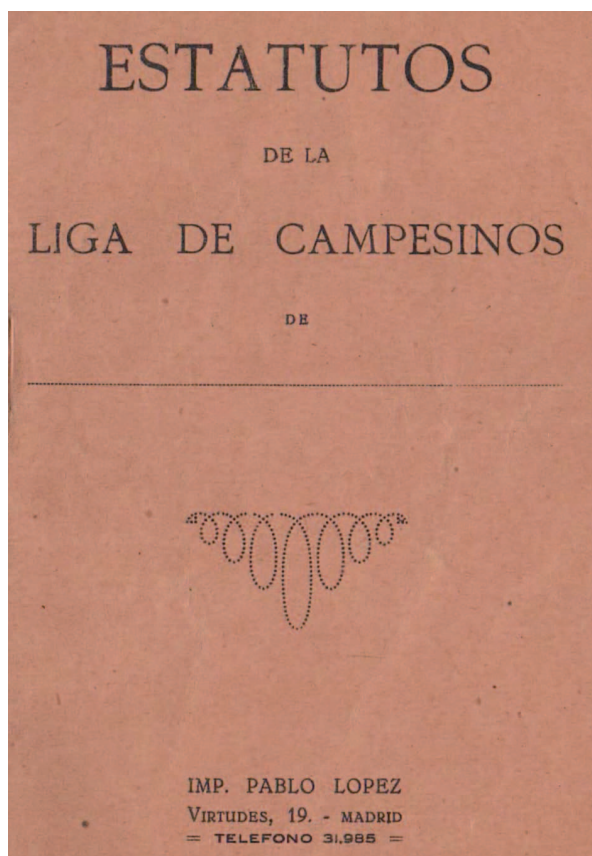 ESTATUTOS
DE LA
LIGA DE CAMPESINOS
DE
IMP. PABLO LOPEZ
VIRTUDES, 19. - MADRID
= TELEFONO 31.985 =